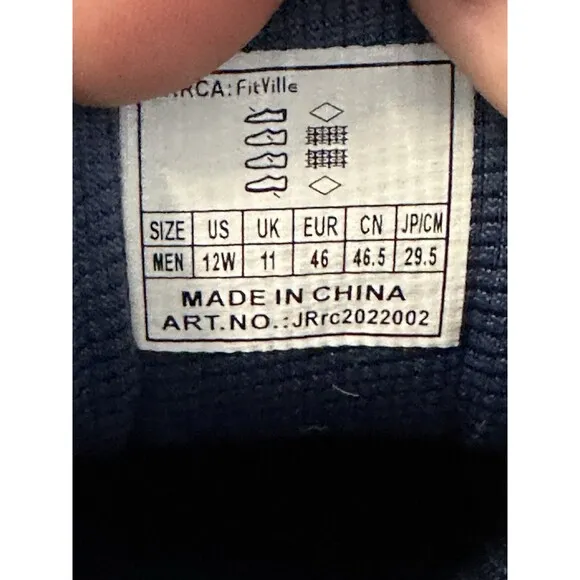 RCA: FitVille
SIZE US UK EUR CN JP/CM
MEN 12W 11 46 46.5 29.5
MADE IN CHINA
ART.NO.:JRrc2022002